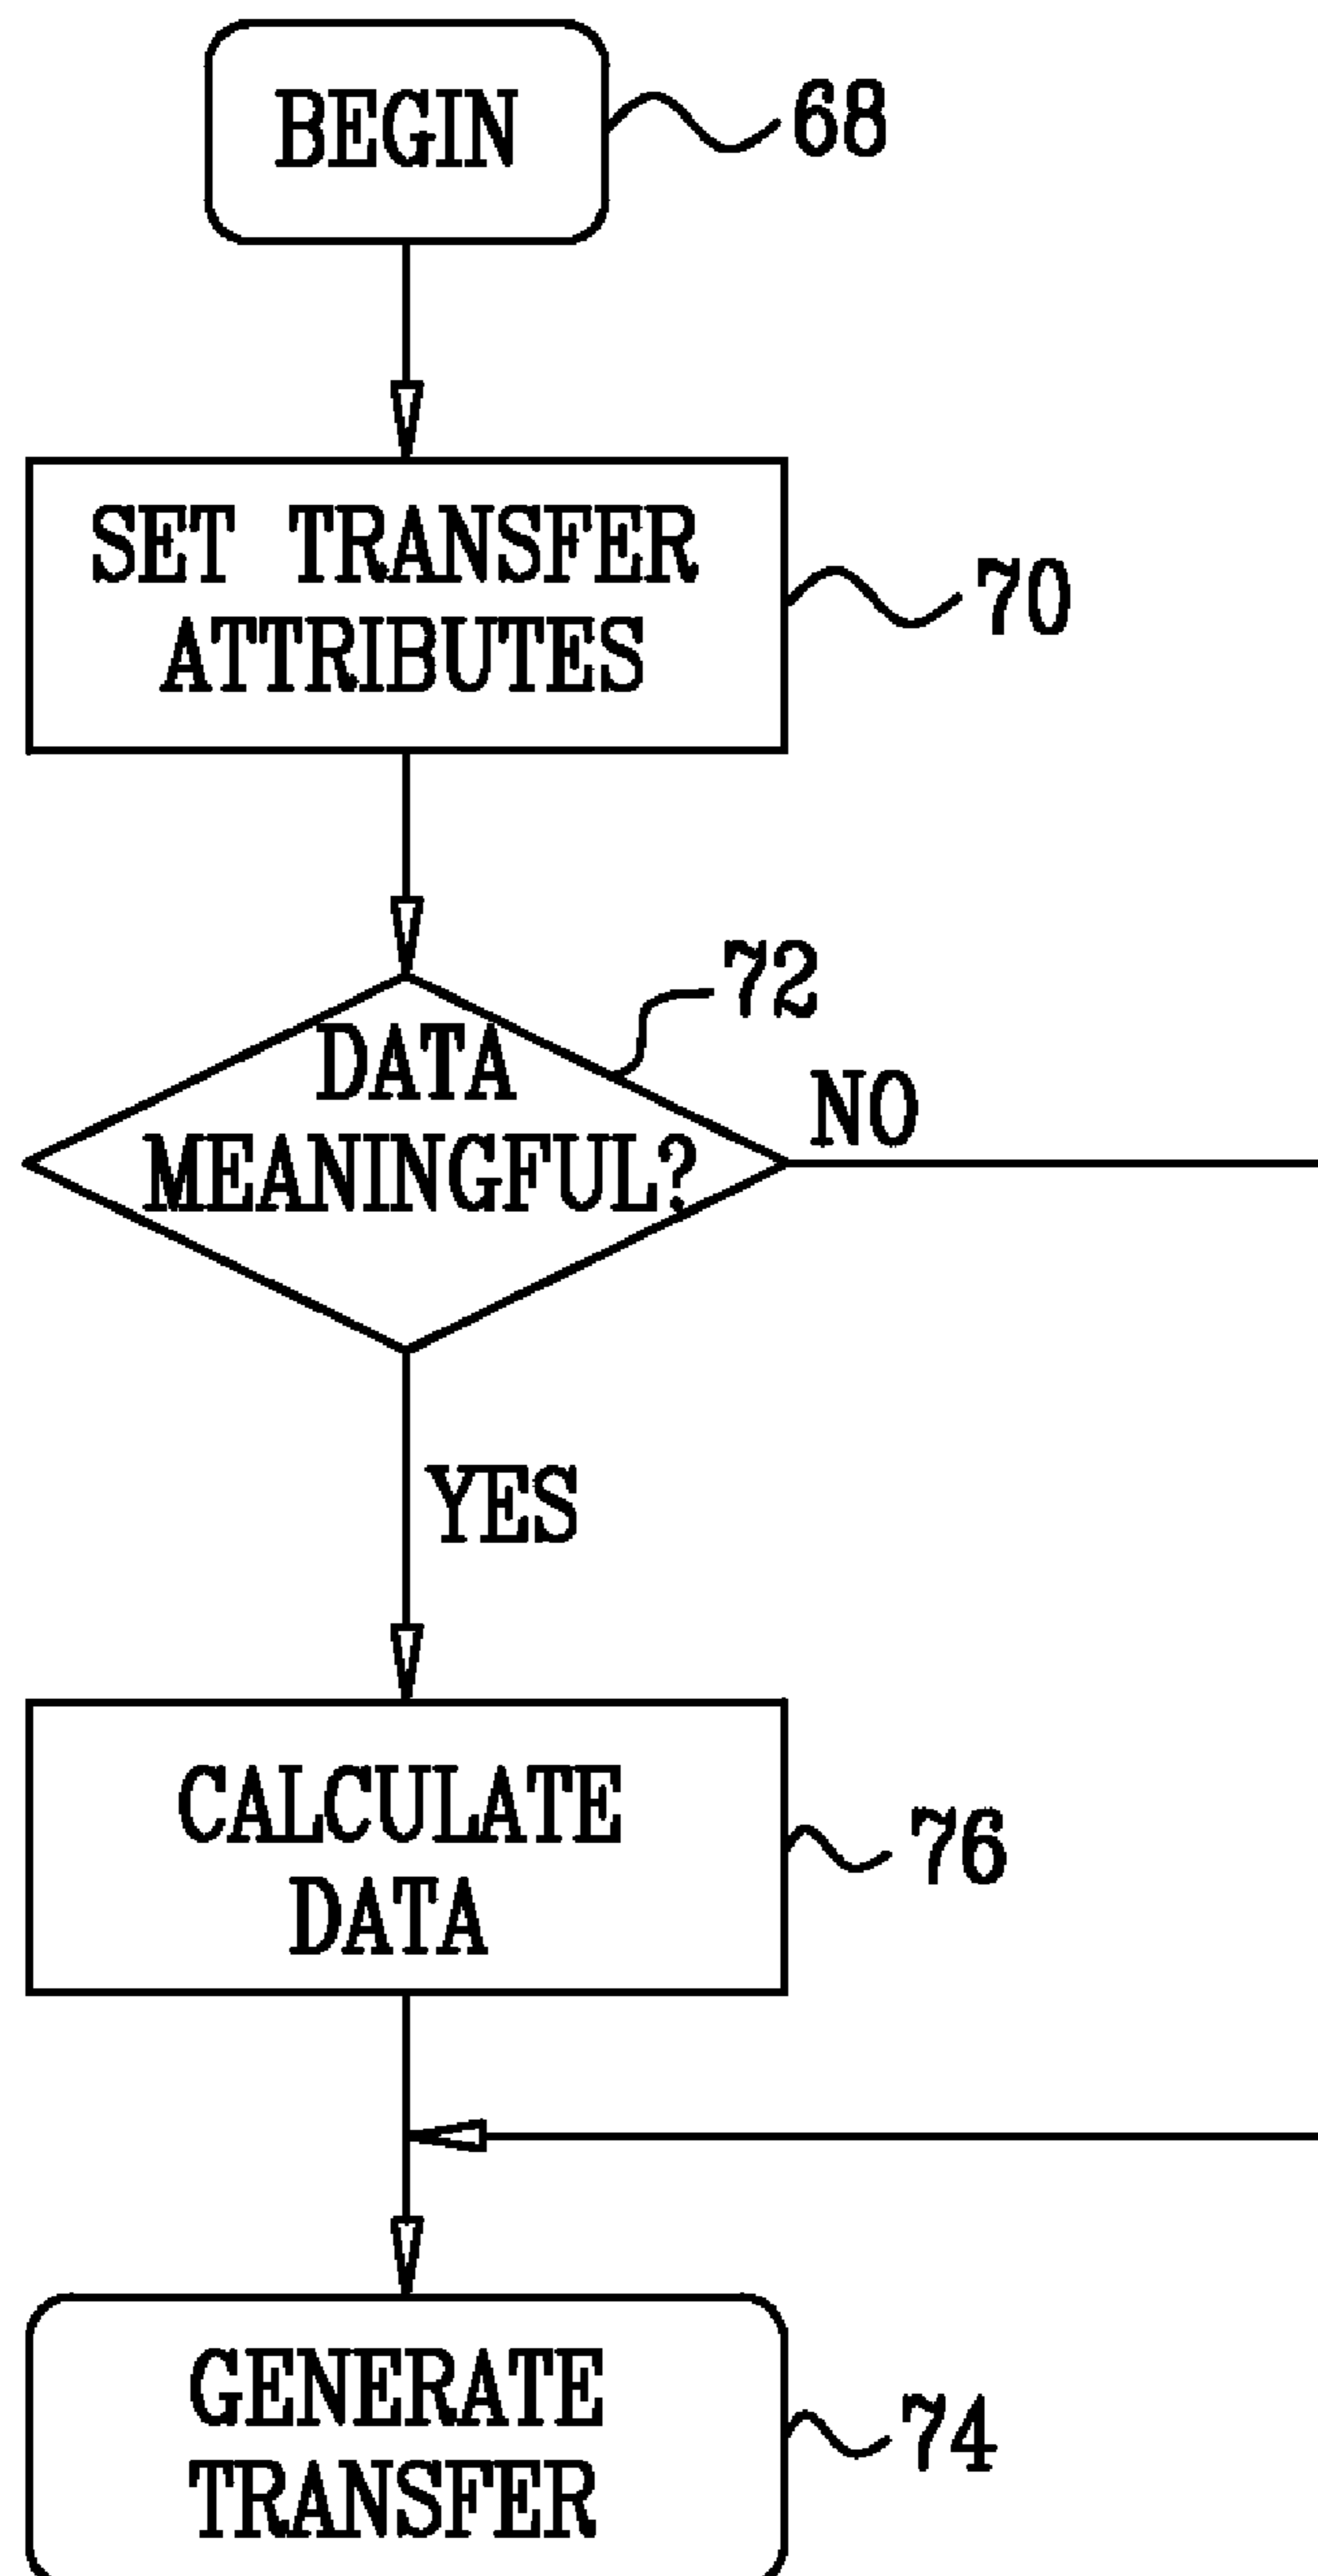 BEGIN
68
SET TRANSFER
ATTRIBUTES
70
72
DATA
MEANINGFUL?
NO
YES
CALCULATE
DATA
76
GENERATE
TRANSFER
74